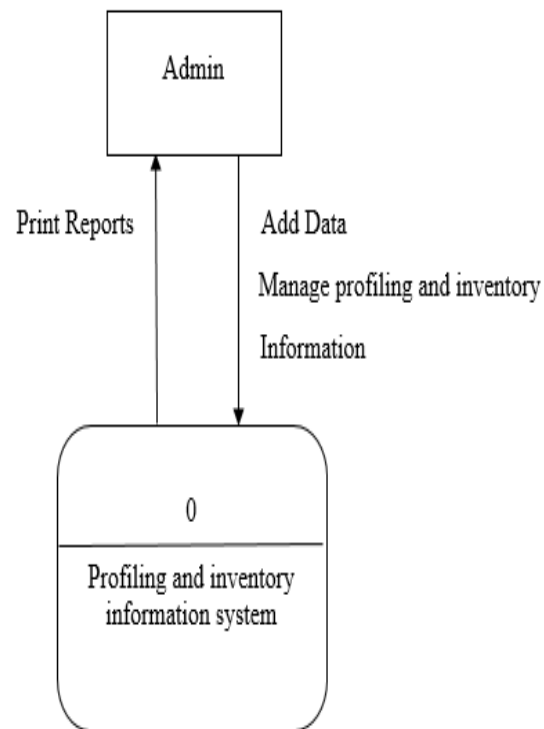 Admin
Print Reports
Add Data
Manage profiling and inventory
Information
0
Profiling and inventory
information system